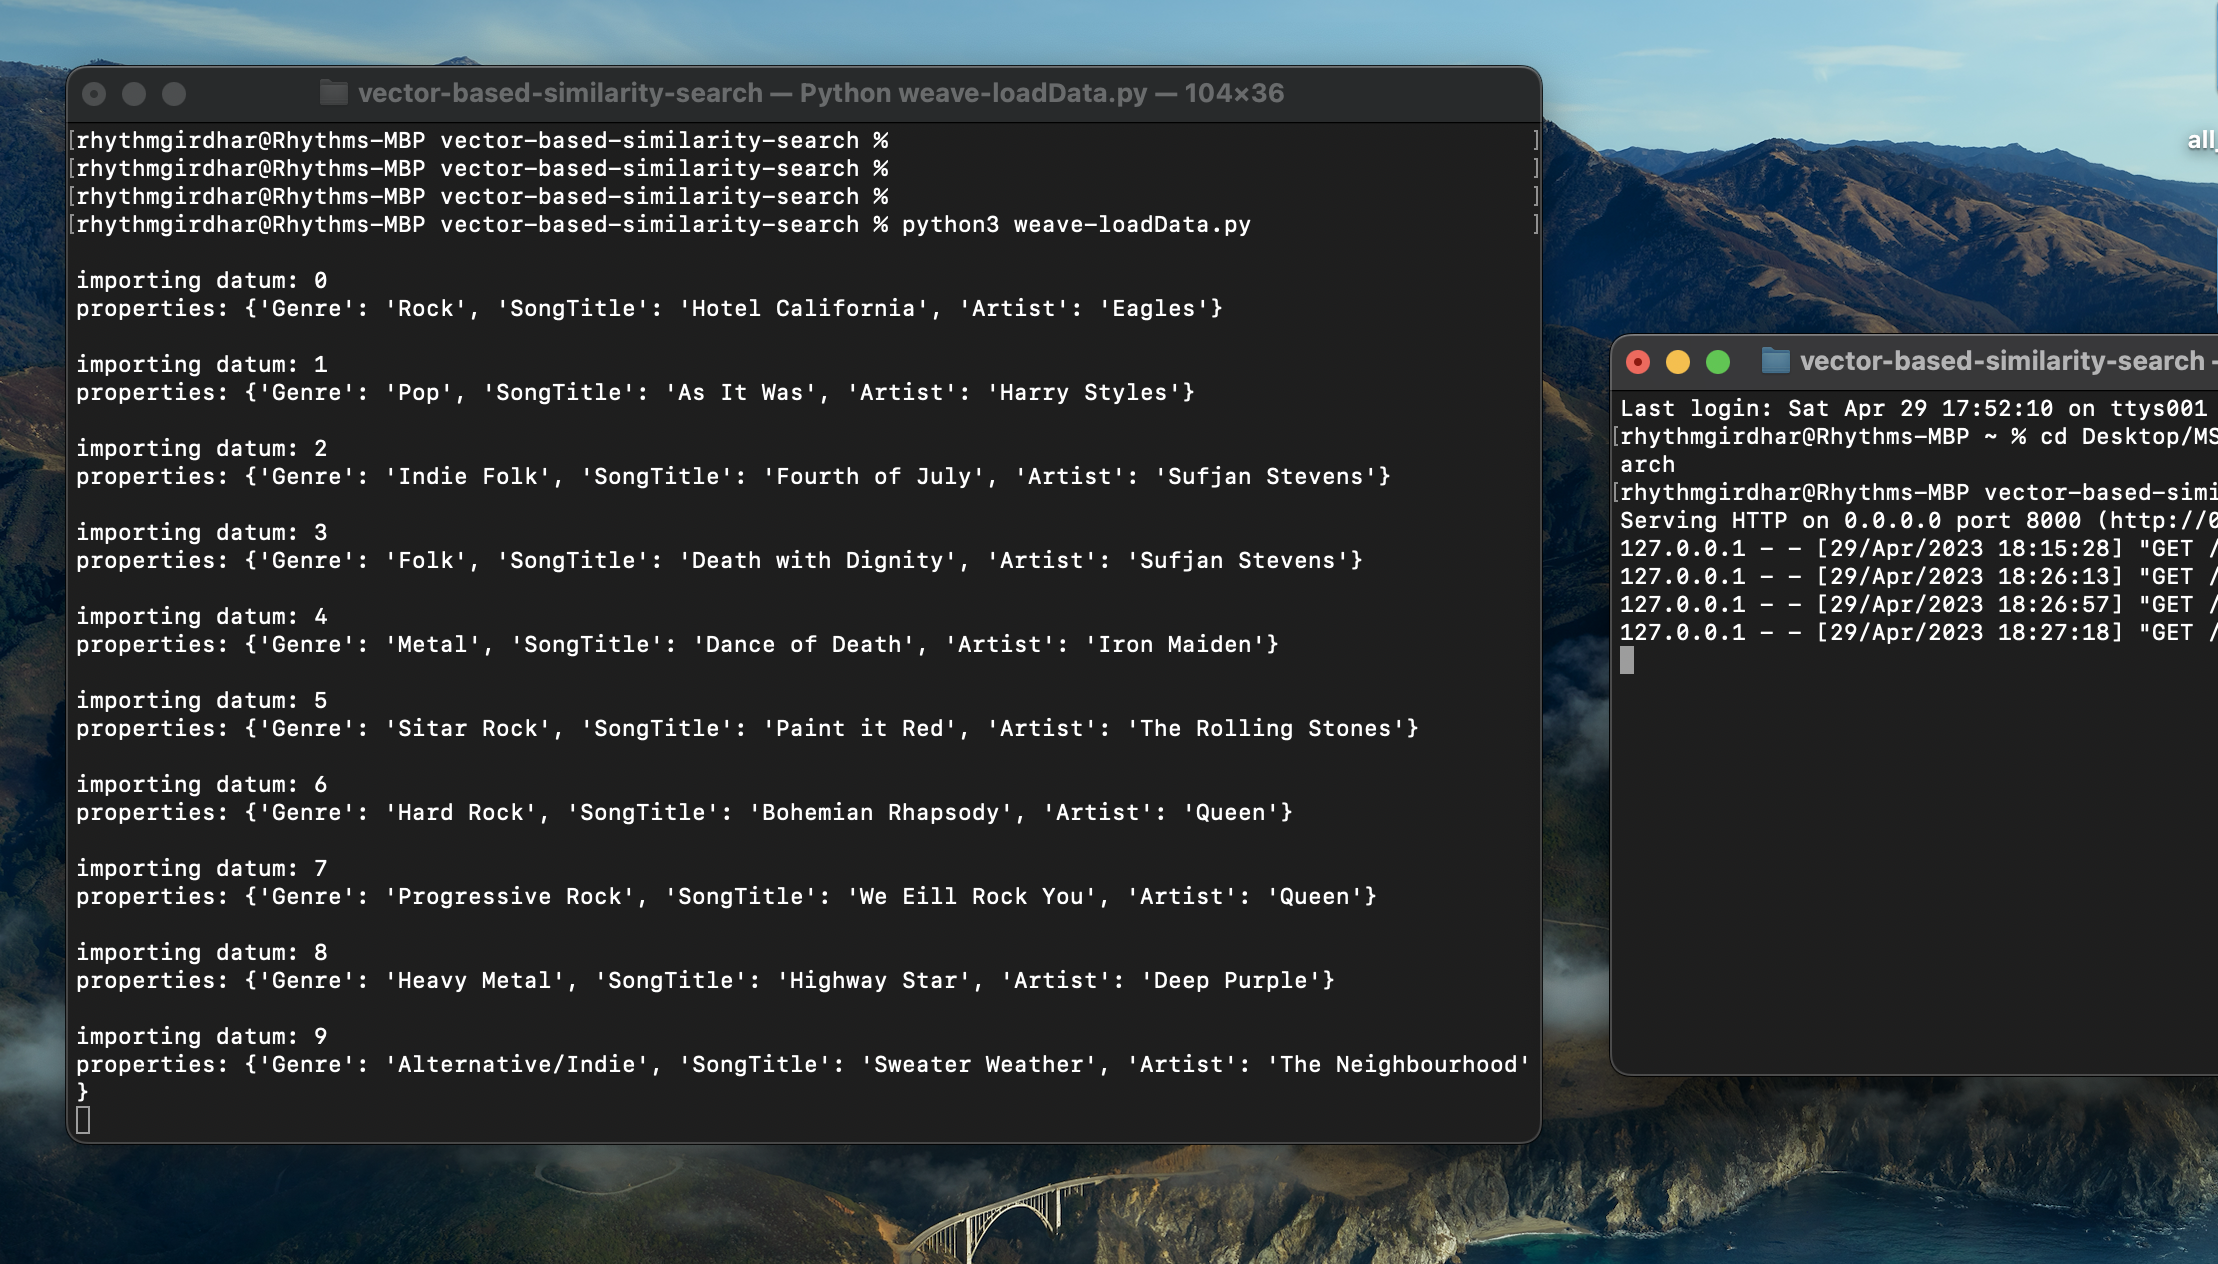 vector-based-similarity-search — Python weave-loadData.py — 104×36
rhythmgirdhar@Rhythms-MBP vector-based-similarity-search %
rhythmgirdhar@Rhythms-MBP vector-based-similarity-search %
rhythmgirdhar@Rhythms-MBP vector-based-similarity-search %
rhythmgirdhar@Rhythms-MBP vector-based-similarity-search % python3 weave-loadData.py
importing datum: 0
properties: {'Genre': 'Rock', 'SongTitle': 'Hotel California', 'Artist': 'Eagles'}
importing datum: 1
properties: {'Genre': 'Pop', 'SongTitle': 'As It Was', 'Artist': 'Harry Styles'}
importing datum: 2
properties: {'Genre': 'Indie Folk', 'SongTitle': 'Fourth of July', 'Artist': 'Sufjan Stevens'}
importing datum: 3
properties: {'Genre': 'Folk', 'SongTitle': 'Death with Dignity', 'Artist': 'Sufjan Stevens'}
importing datum: 4
properties: {'Genre': 'Metal', 'SongTitle': 'Dance of Death', 'Artist': 'Iron Maiden'}
importing datum: 5
properties: {'Genre': 'Sitar Rock', 'SongTitle': 'Paint it Red', 'Artist': 'The Rolling Stones'}
importing datum: 6
properties: {'Genre': 'Hard Rock', 'SongTitle': 'Bohemian Rhapsody', 'Artist': 'Queen'}
importing datum: 7
properties: {'Genre': 'Progressive Rock', 'SongTitle': 'We Eill Rock You', 'Artist': 'Queen'}
importing datum: 8
properties: {'Genre': 'Heavy Metal', 'SongTitle': 'Highway Star', 'Artist': 'Deep Purple'}
importing datum: 9
properties: {'Genre': 'Alternative/Indie', 'SongTitle': 'Sweater Weather', 'Artist': 'The Neighbourhood'
}
all_
vector-based-similarity-search -
Last login: Sat Apr 29 17:52:10 on ttys001
rhythmgirdhar@Rhythms-MBP ~ % cd Desktop/MS
arch
rhythmgirdhar@Rhythms-MBP vector-based-simi
Serving HTTP on 0.0.0.0 port 8000 (http://0
127.0.0.1 - - [29/Apr/2023 18:15:28] "GET /
127.0.0.1 - - [29/Apr/2023 18:26:13] "GET /
127.0.0.1 - - [29/Apr/2023 18:26:57] "GET /
127.0.0.1 - - [29/Apr/2023 18:27:18] "GET /